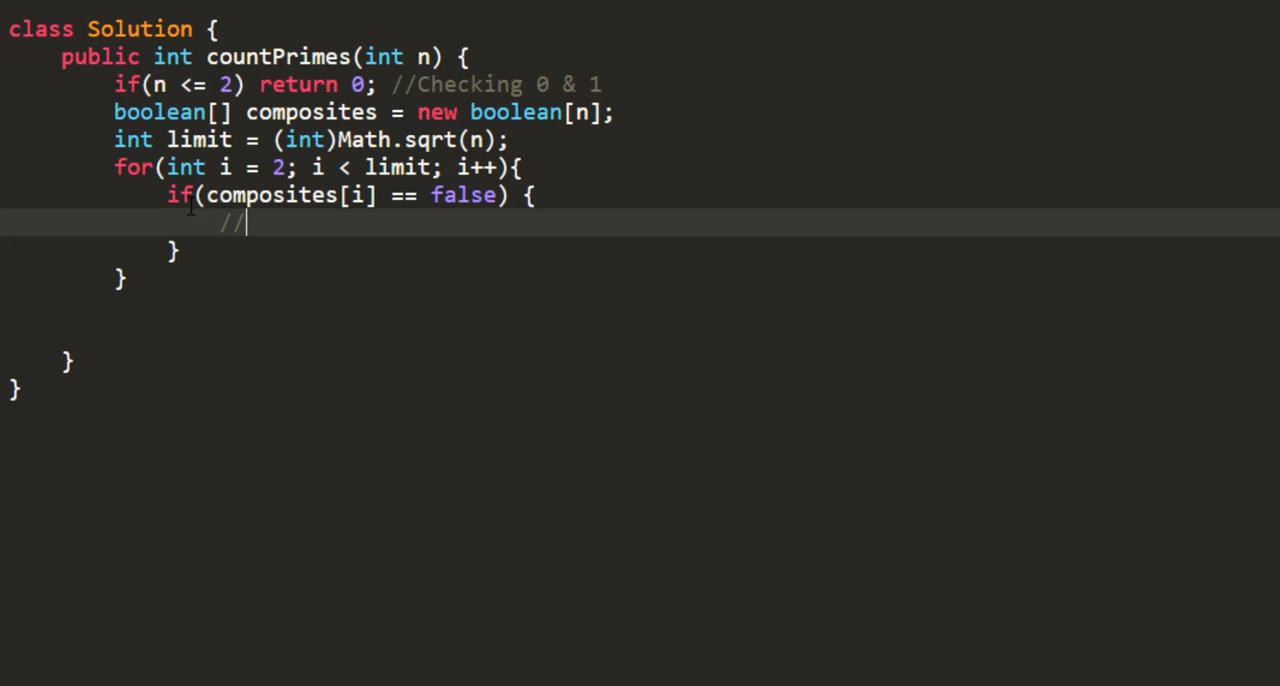 class Solution {
    public int countPrimes(int n) {
        if(n <= 2) return 0; //Checking 0 & 1
        boolean[] composites = new boolean[n];
        int limit = (int)Math.sqrt(n);
        for(int i = 2; i < limit; i++){
            if(composites[i] == false) {
                //
            }
        }
    }
}